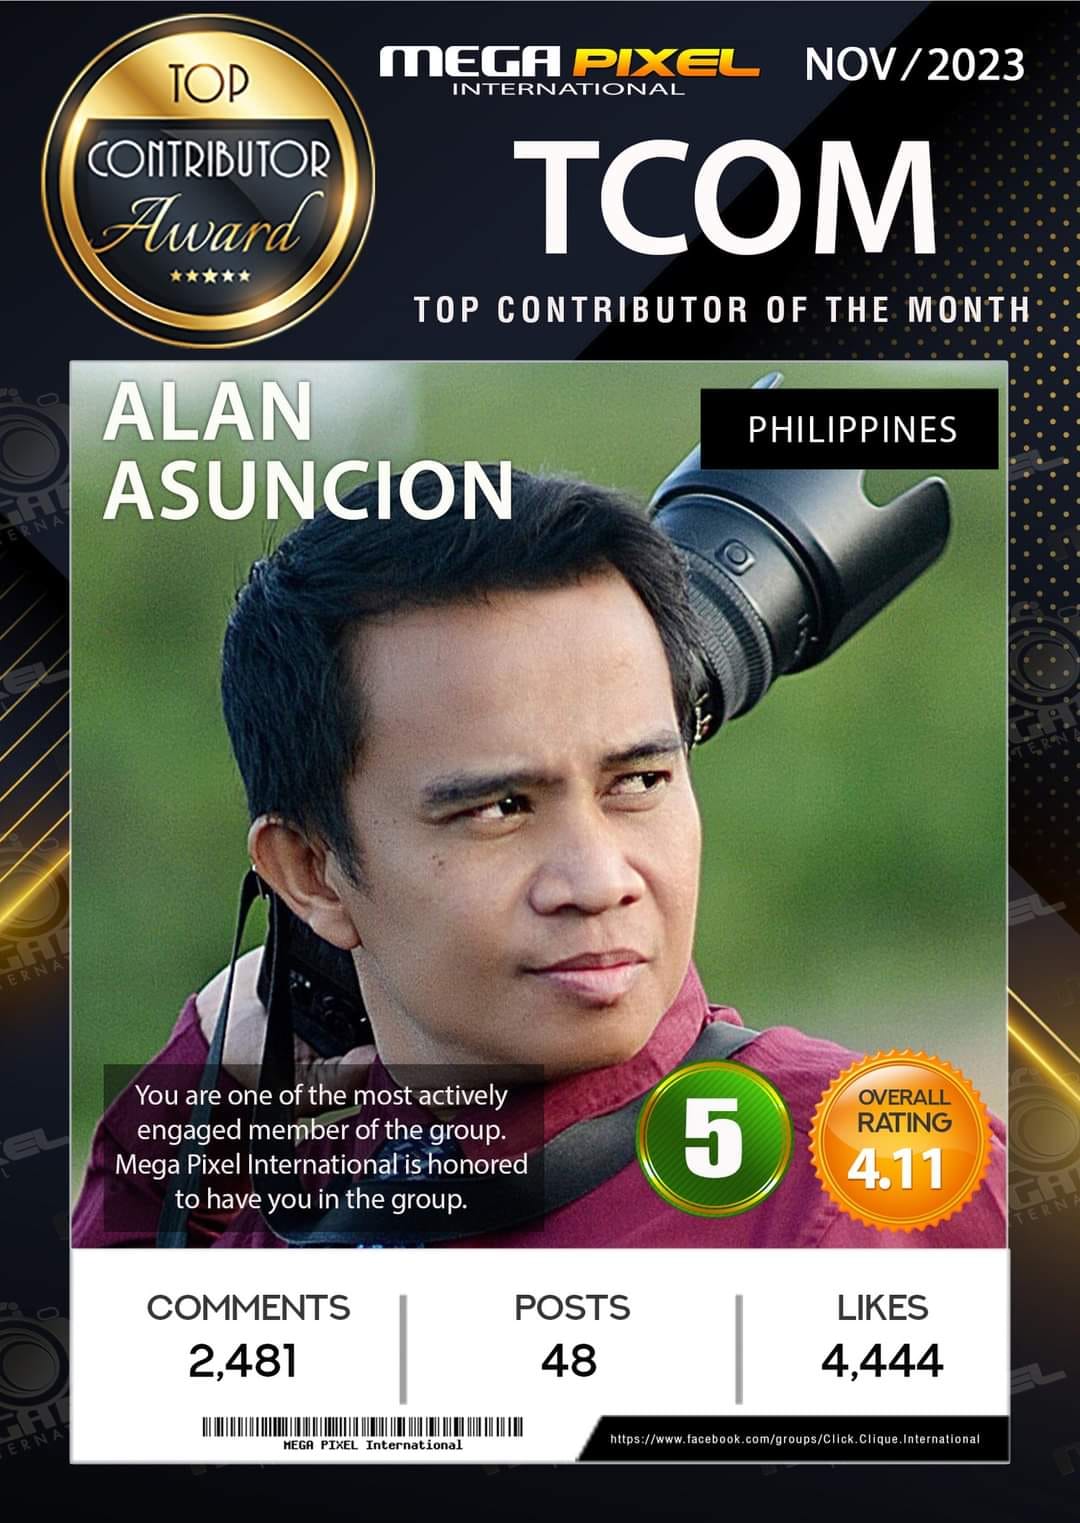 TOP
CONTRIBUTOR
Award
MEGA PIXEL
INTERNATIONAL
NOV/2023
TCOM
TOP CONTRIBUTOR OF THE MONTH
ALAN
ASUNCION
PHILIPPINES
You are one of the most actively
engaged member of the group.
Mega Pixel International is honored
to have you in the group.
5
OVERALL
RATING
4.11
COMMENTS
2,481
POSTS
48
LIKES
4,444
MEGA PIXEL International
https://www.facebook.com/groups/Click.Clique.International